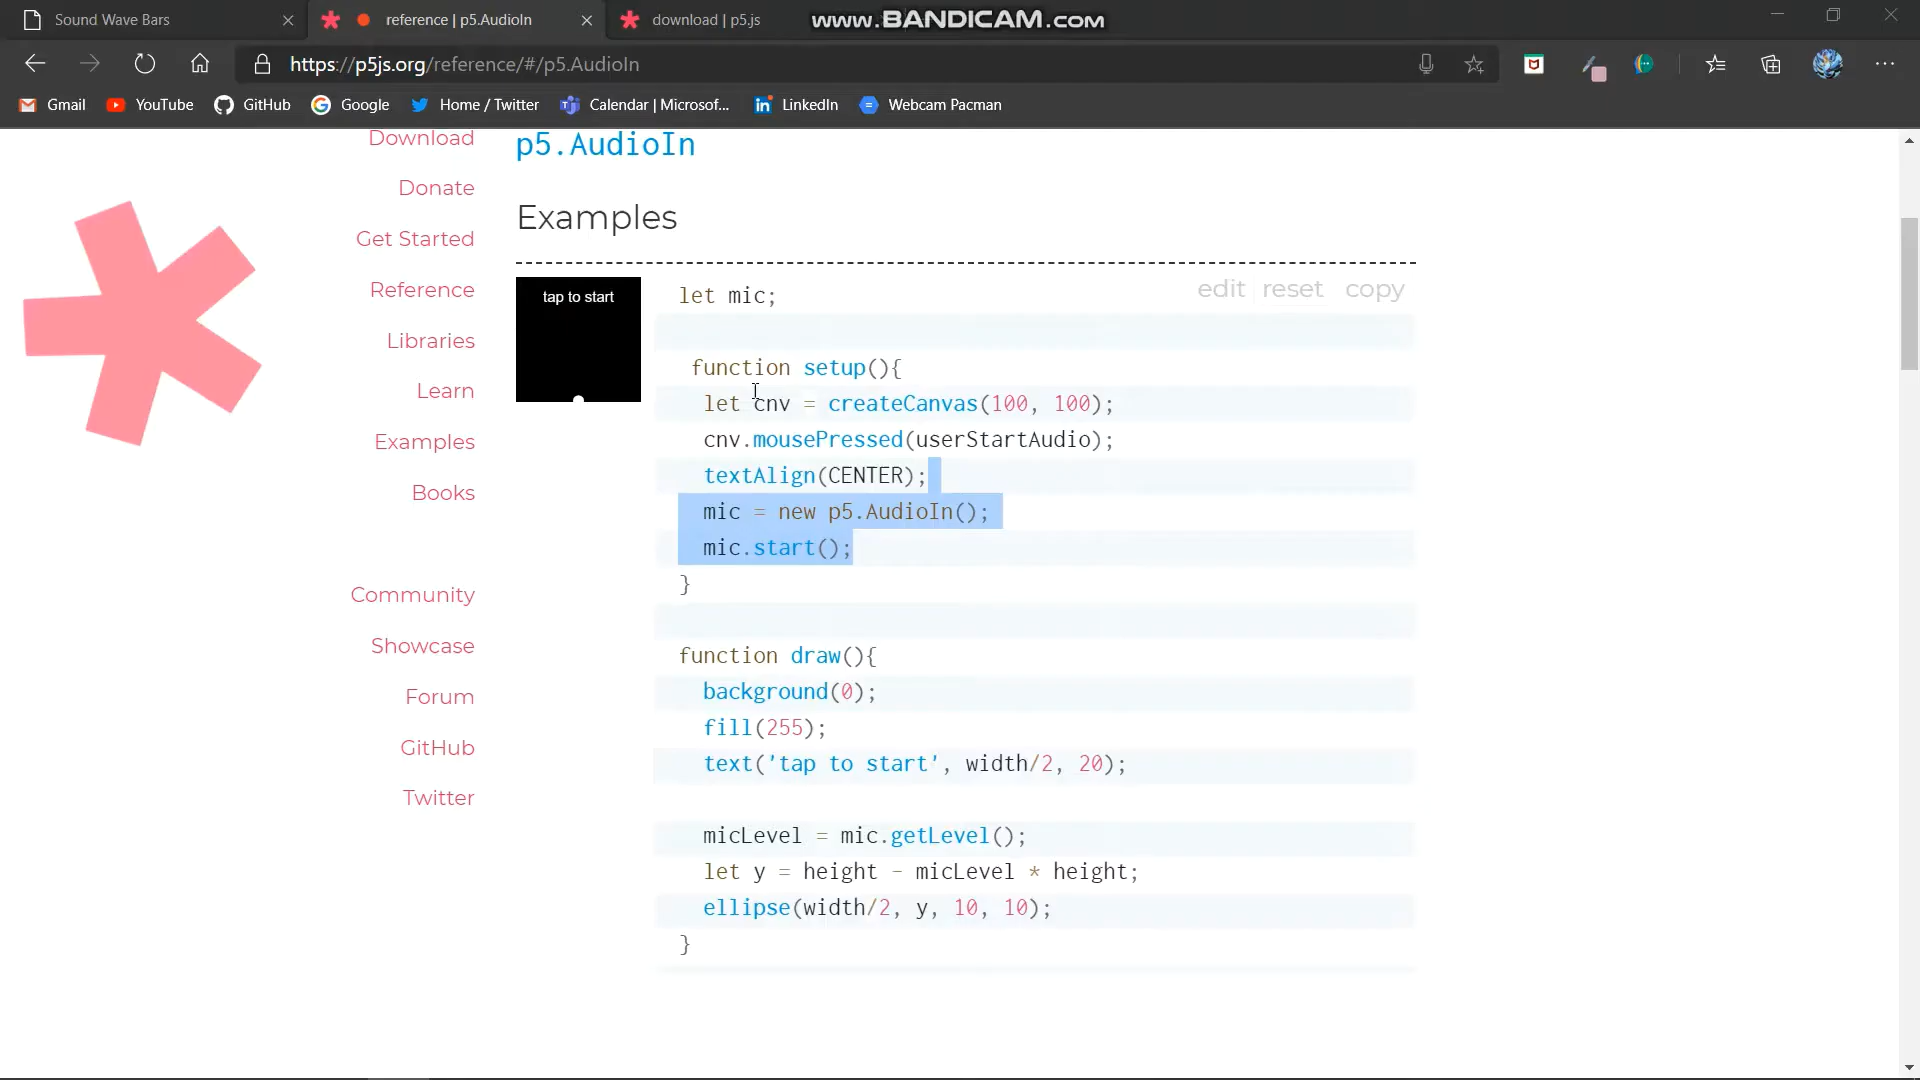 Sound Wave Bars
reference | p5.AudioIn
download | p5.js
www.BANDICAM.com
https://p5js.org/reference/#/p5.AudioIn
Gmail
YouTube
GitHub
Google
Home / Twitter
Calendar | Microsof...
LinkedIn
Webcam Pacman
Download
Donate
Get Started
Reference
Libraries
Learn
Examples
Books
Community
Showcase
Forum
GitHub
Twitter
p5.AudioIn
Examples
tap to start
edit reset copy
let mic;
function setup(){
let cnv = createCanvas(100, 100);
cnv.mousePressed(userStartAudio);
textAlign(CENTER);
mic = new p5.AudioIn();
mic.start();
}
function draw(){
background(0);
fill(255);
text('tap to start', width/2, 20);
micLevel = mic.getLevel();
let y = height - micLevel * height;
ellipse(width/2, y, 10, 10);
}